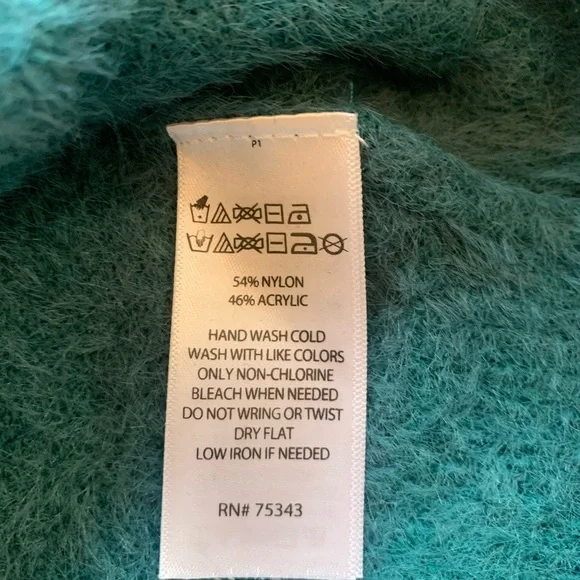 P1
54% NYLON
46% ACRYLIC
HAND WASH COLD
WASH WITH LIKE COLORS
ONLY NON-CHLORINE
BLEACH WHEN NEEDED
DO NOT WRING OR TWIST
DRY FLAT
LOW IRON IF NEEDED
RN# 75343